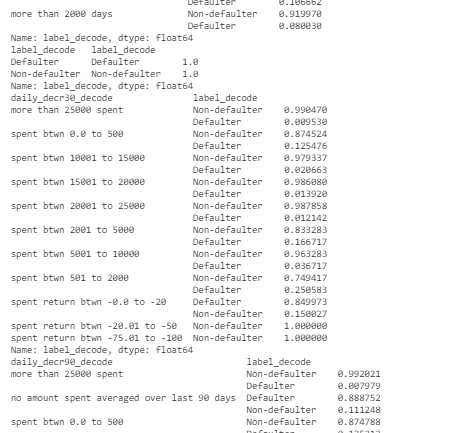 Defaulter 0.106662
more than 2000 days Non-defaulter 0.919970
Defaulter 0.080030
Name: label_decode, dtype: float64
label_decode label_decode
Defaulter Defaulter 1.0
Non-defaulter Non-defaulter 1.0
Name: label_decode, dtype: float64
daily_decr30_decode label_decode
more than 25000 spent Non-defaulter 0.990470
Defaulter 0.009530
spent btwn 0.0 to 500 Non-defaulter 0.874524
Defaulter 0.125476
spent btwn 10001 to 15000 Non-defaulter 0.979337
Defaulter 0.020663
spent btwn 15001 to 20000 Non-defaulter 0.986080
Defaulter 0.013920
spent btwn 20001 to 25000 Non-defaulter 0.987858
Defaulter 0.012142
spent btwn 2001 to 5000 Non-defaulter 0.833283
Defaulter 0.166717
spent btwn 5001 to 10000 Non-defaulter 0.963283
Defaulter 0.036717
spent btwn 501 to 2000 Non-defaulter 0.749417
Defaulter 0.250583
spent return btwn -0.0 to -20 Defaulter 0.849973
Non-defaulter 0.150027
spent return btwn -20.01 to -50 Non-defaulter 1.000000
spent return btwn -75.01 to -100 Non-defaulter 1.000000
Name: label_decode, dtype: float64
daily_decr90_decode label_decode
more than 25000 spent Non-defaulter 0.992021
Defaulter 0.007979
no amount spent averaged over last 90 days Defaulter 0.888752
Non-defaulter 0.111248
spent btwn 0.0 to 500 Non-defaulter 0.874788
Defaulter 0.125212